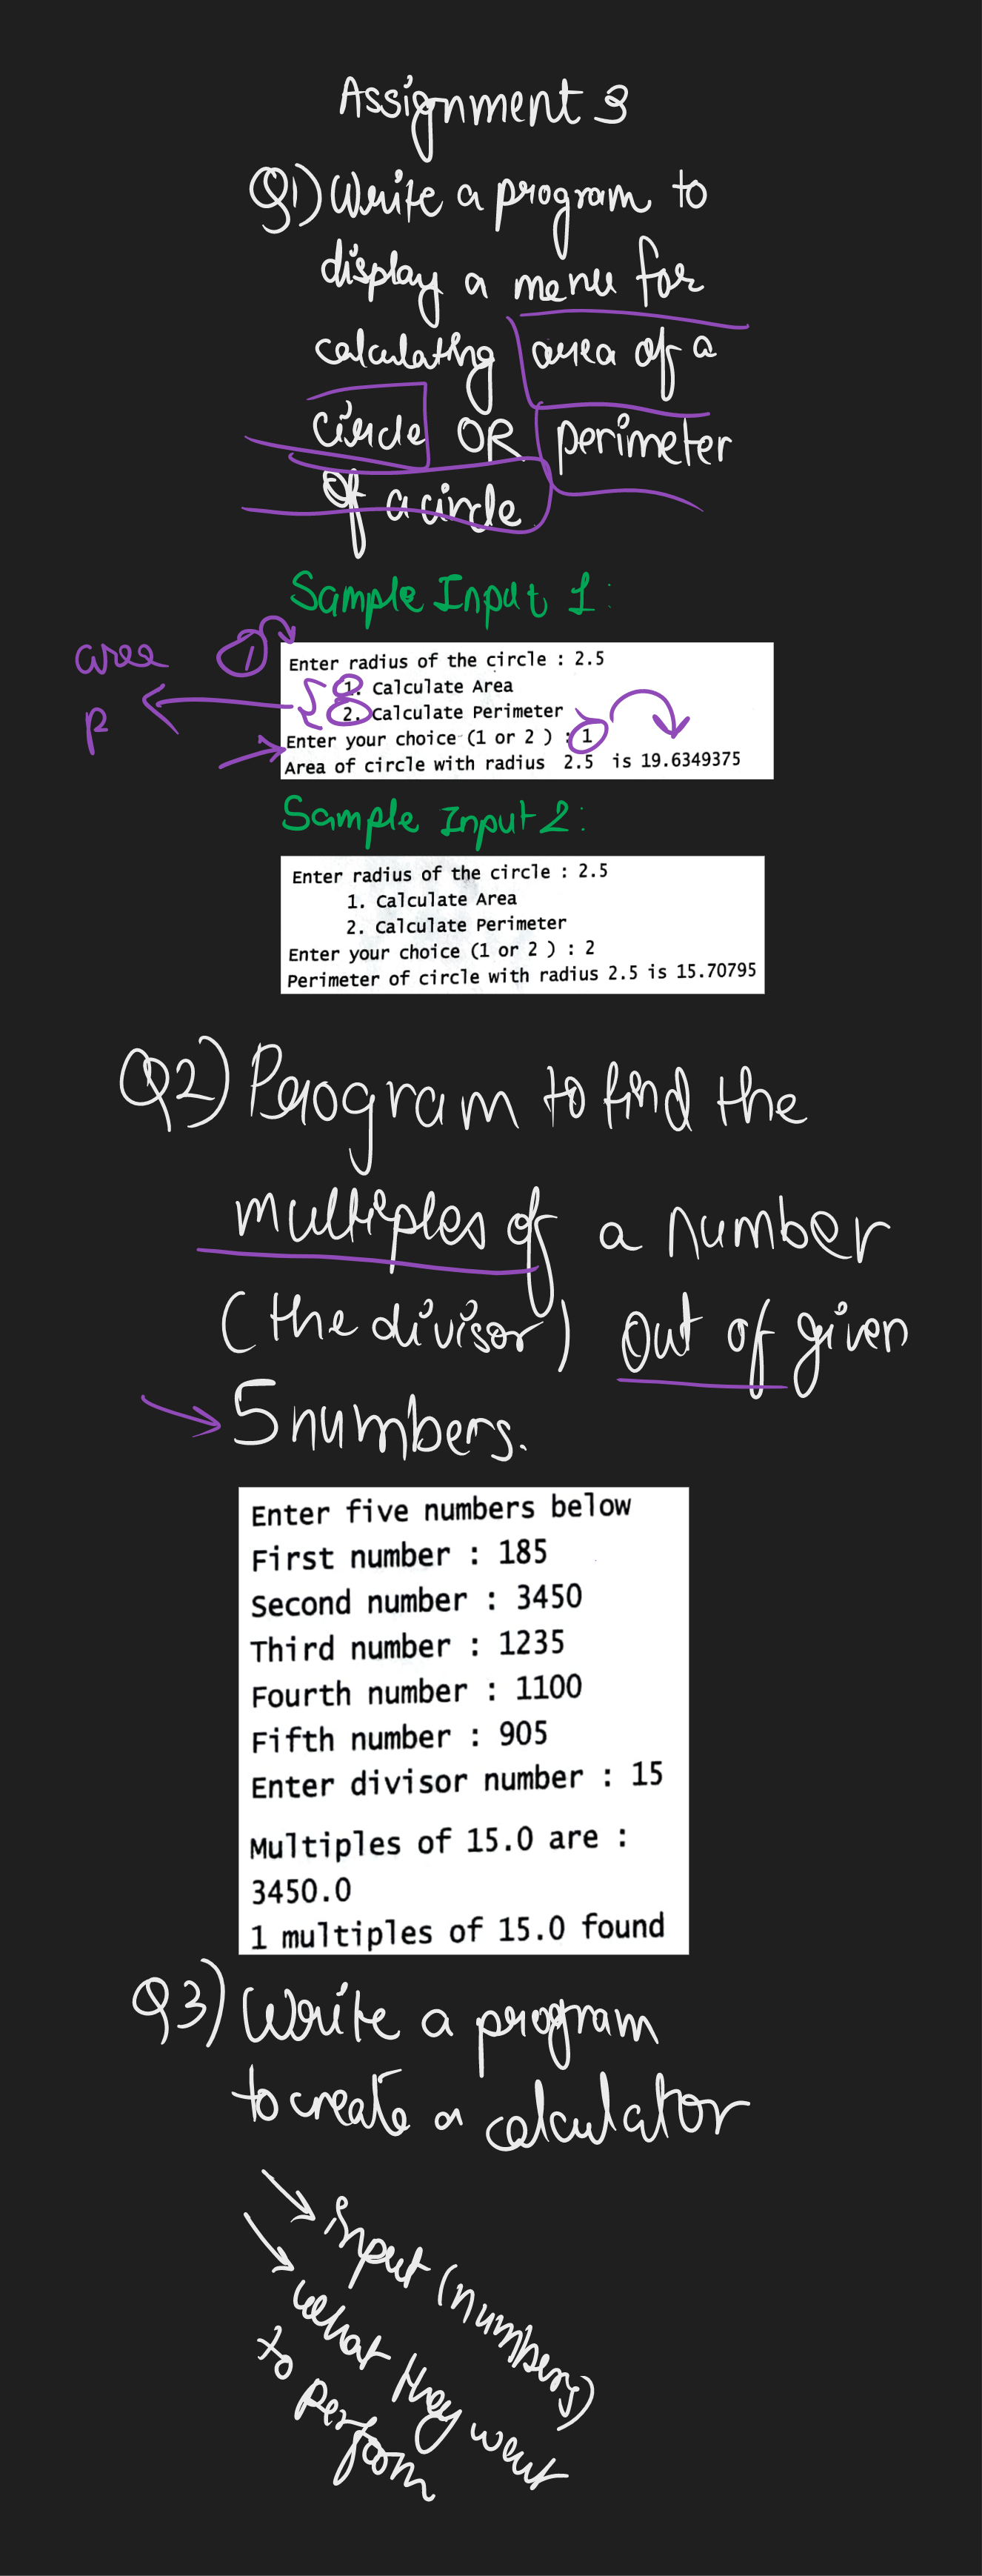 Assignment 3
Q1) Write a program to
display a menu for
calculating area of a
circle OR perimeter
Of a circle
Sample Input 1:
area 1
P
Enter radius of the circle : 2.5
1. Calculate Area
2. Calculate Perimeter
Enter your choice (1 or 2 ) : 1
Area of circle with radius 2.5 is 19.6349375
Sample Input 2:
Enter radius of the circle : 2.5
1. Calculate Area
2. Calculate Perimeter
Enter your choice (1 or 2 ) : 2
Perimeter of circle with radius 2.5 is 15.70795
Q2) Program to find the
multiples of a number
(the divisor) out of given
5 numbers.
Enter five numbers below
First number : 185
Second number : 3450
Third number : 1235
Fourth number : 1100
Fifth number : 905
Enter divisor number : 15
Multiples of 15.0 are :
3450.0
1 multiples of 15.0 found
Q3) Write a program
to create a calculator
input (numbers)
what they want
to perform